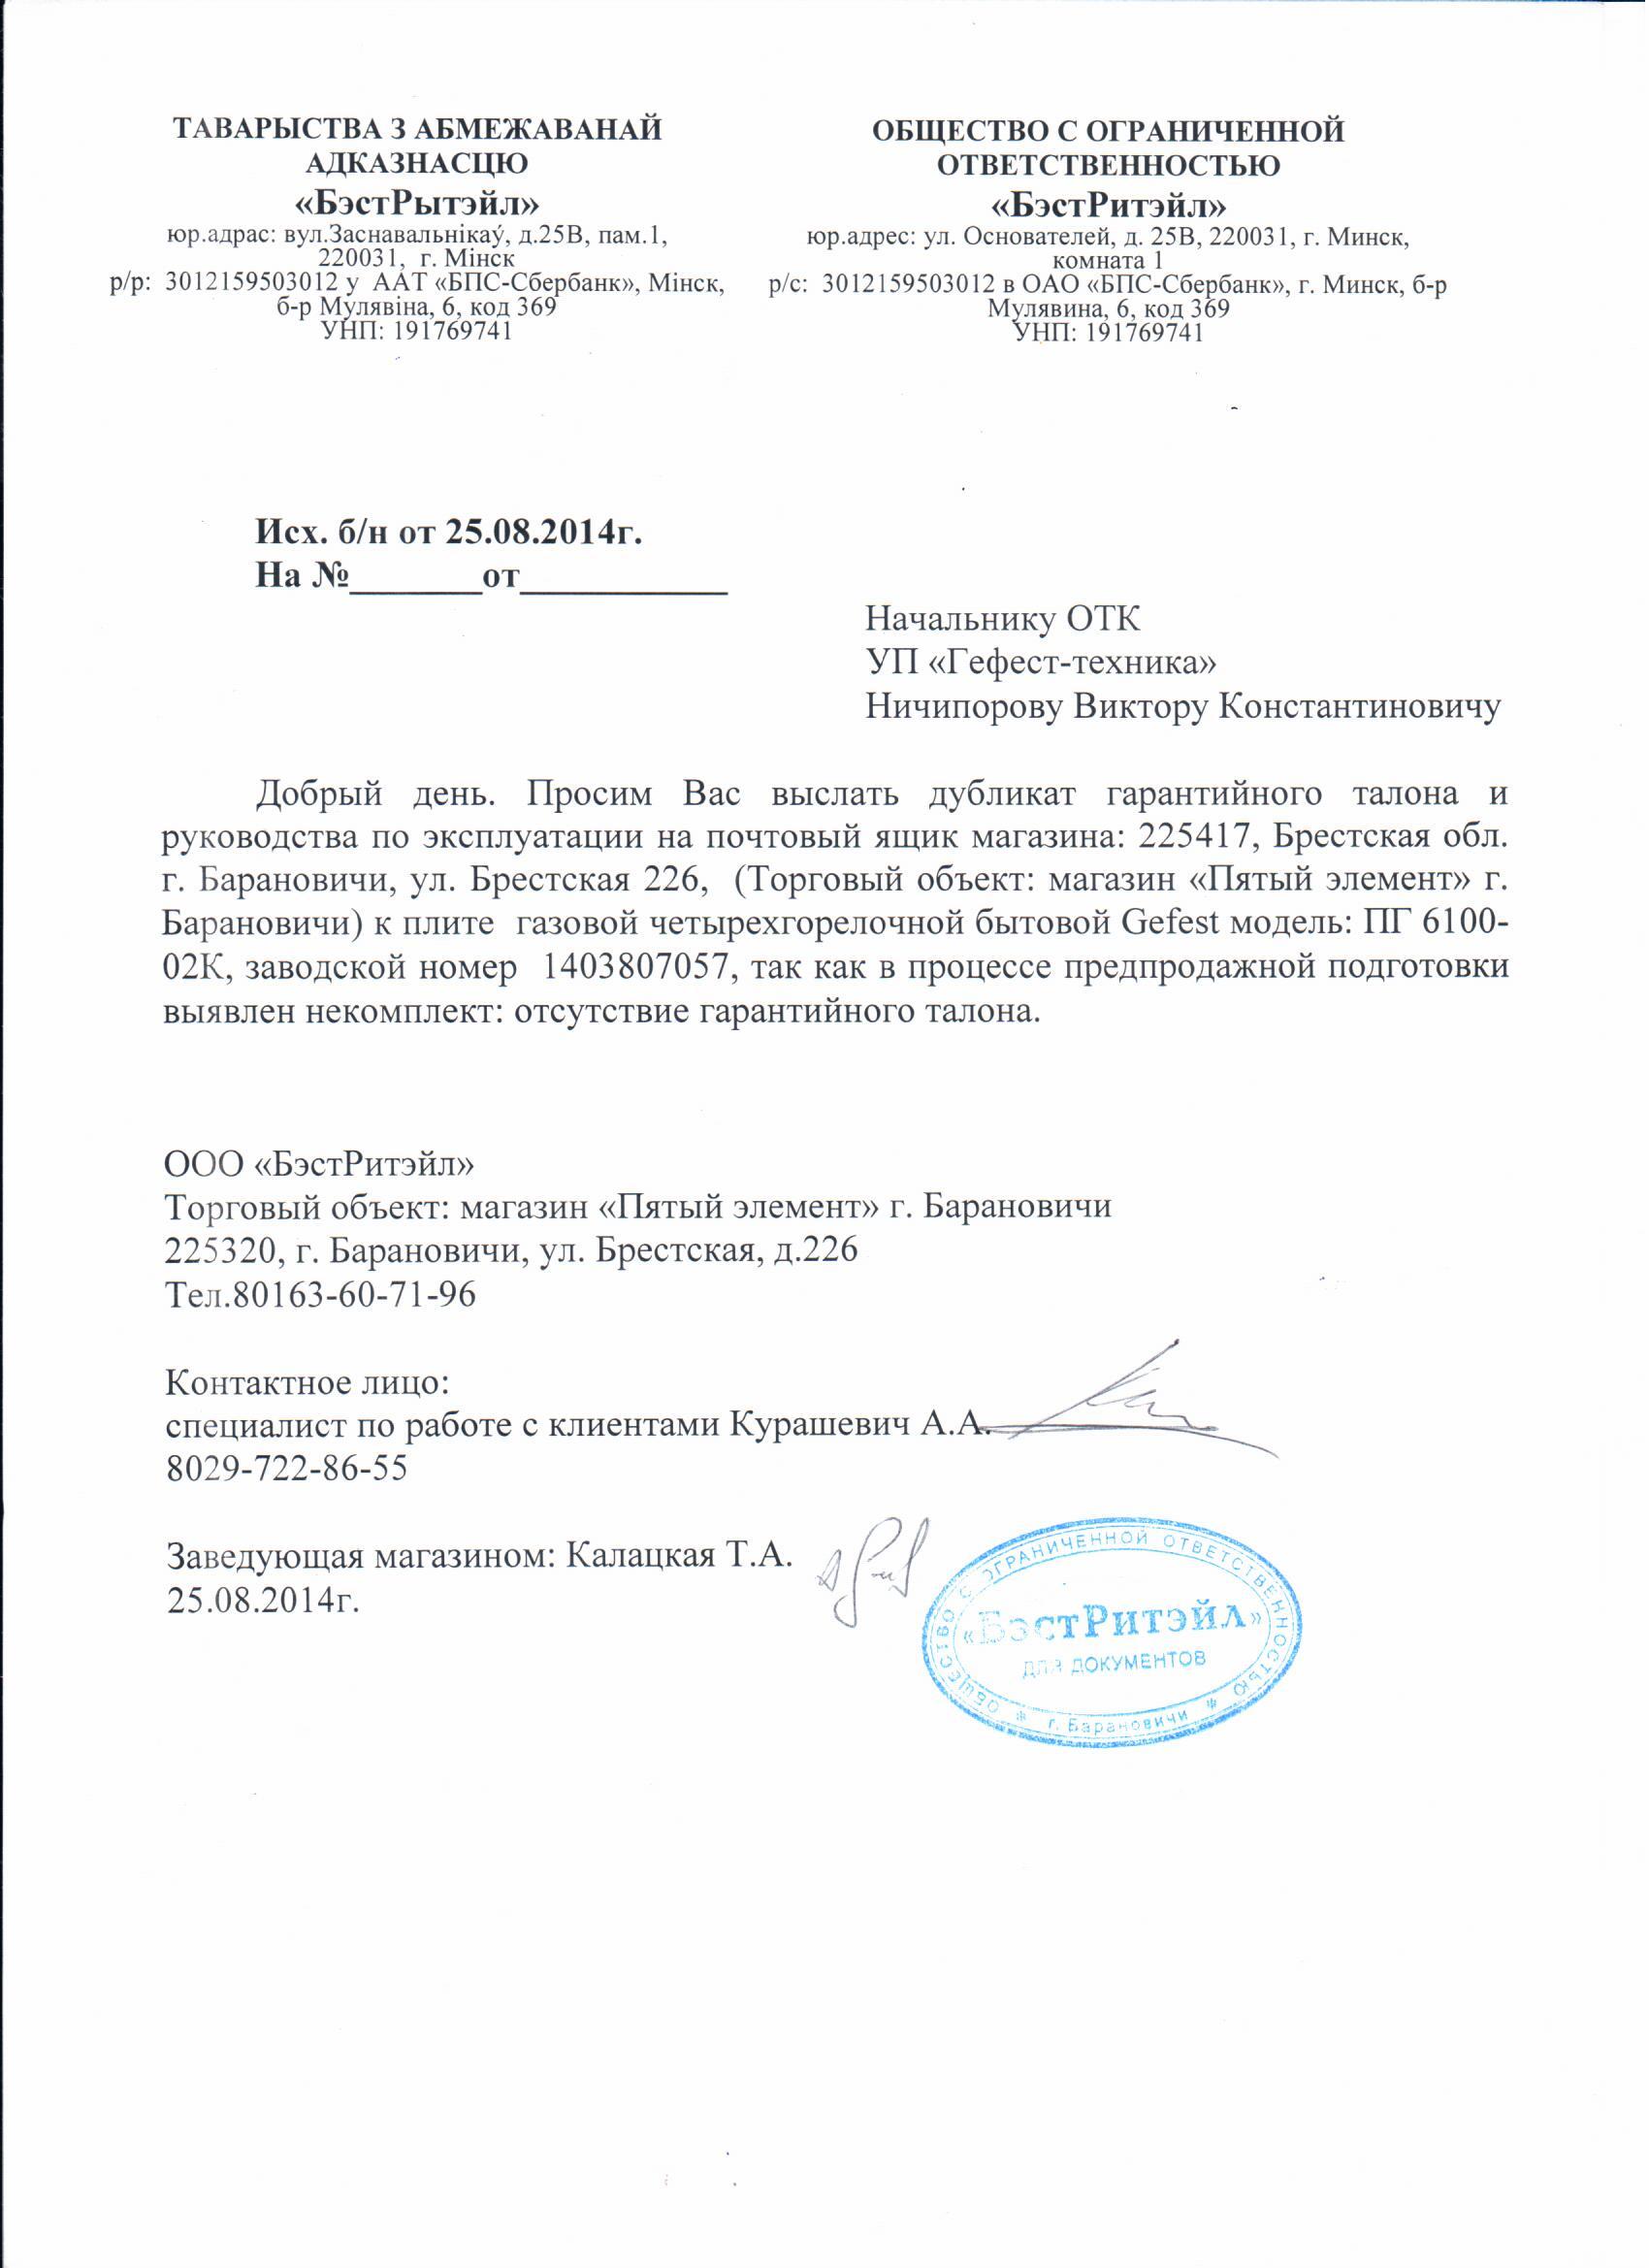 ТАВАРЫСТВА З АБМЕЖАВАНАЙ
АДКАЗНАСЦЮ
«БэстРытэйл»
юр.адрас: вул.Заснавальнікаў, д.25В, пам.1,
220031, г. Мінск
р/р: 3012159503012 у ААТ «БПС-Сбербанк», Мінск,
б-р Мулявіна, 6, код 369
УНП: 191769741
ОБЩЕСТВО С ОГРАНИЧЕННОЙ
ОТВЕТСТВЕННОСТЬЮ
«БэстРитэйл»
юр.адрес: ул. Основателей, д. 25В, 220031, г. Минск,
комната 1
р/с: 3012159503012 в ОАО «БПС-Сбербанк», г. Минск, б-р
Мулявина, 6, код 369
УНП: 191769741
Исх. б/н от 25.08.2014г.
На №_______от___________
Начальнику ОТК
УП «Гефест-техника»
Ничипорову Виктору Константиновичу
Добрый день. Просим Вас выслать дубликат гарантийного талона и
руководства по эксплуатации на почтовый ящик магазина: 225417, Брестская обл.
г. Барановичи, ул. Брестская 226, (Торговый объект: магазин «Пятый элемент» г.
Барановичи) к плите газовой четырехгорелочной бытовой Gefest модель: ПГ 6100-
02К, заводской номер 1403807057, так как в процессе предпродажной подготовки
выявлен некомплект: отсутствие гарантийного талона.
ООО «БэстРитэйл»
Торговый объект: магазин «Пятый элемент» г. Барановичи
225320, г. Барановичи, ул. Брестская, д.226
Тел.80163-60-71-96
Контактное лицо:
специалист по работе с клиентами Курашевич А.А.
8029-722-86-55
Заведующая магазином: Калацкая Т.А.
25.08.2014г.
ОБЩЕСТВО С ОГРАНИЧЕННОЙ ОТВЕТСТВЕННОСТЬЮ
«БэстРитэйл»
ДЛЯ ДОКУМЕНТОВ
* г. Барановичи *